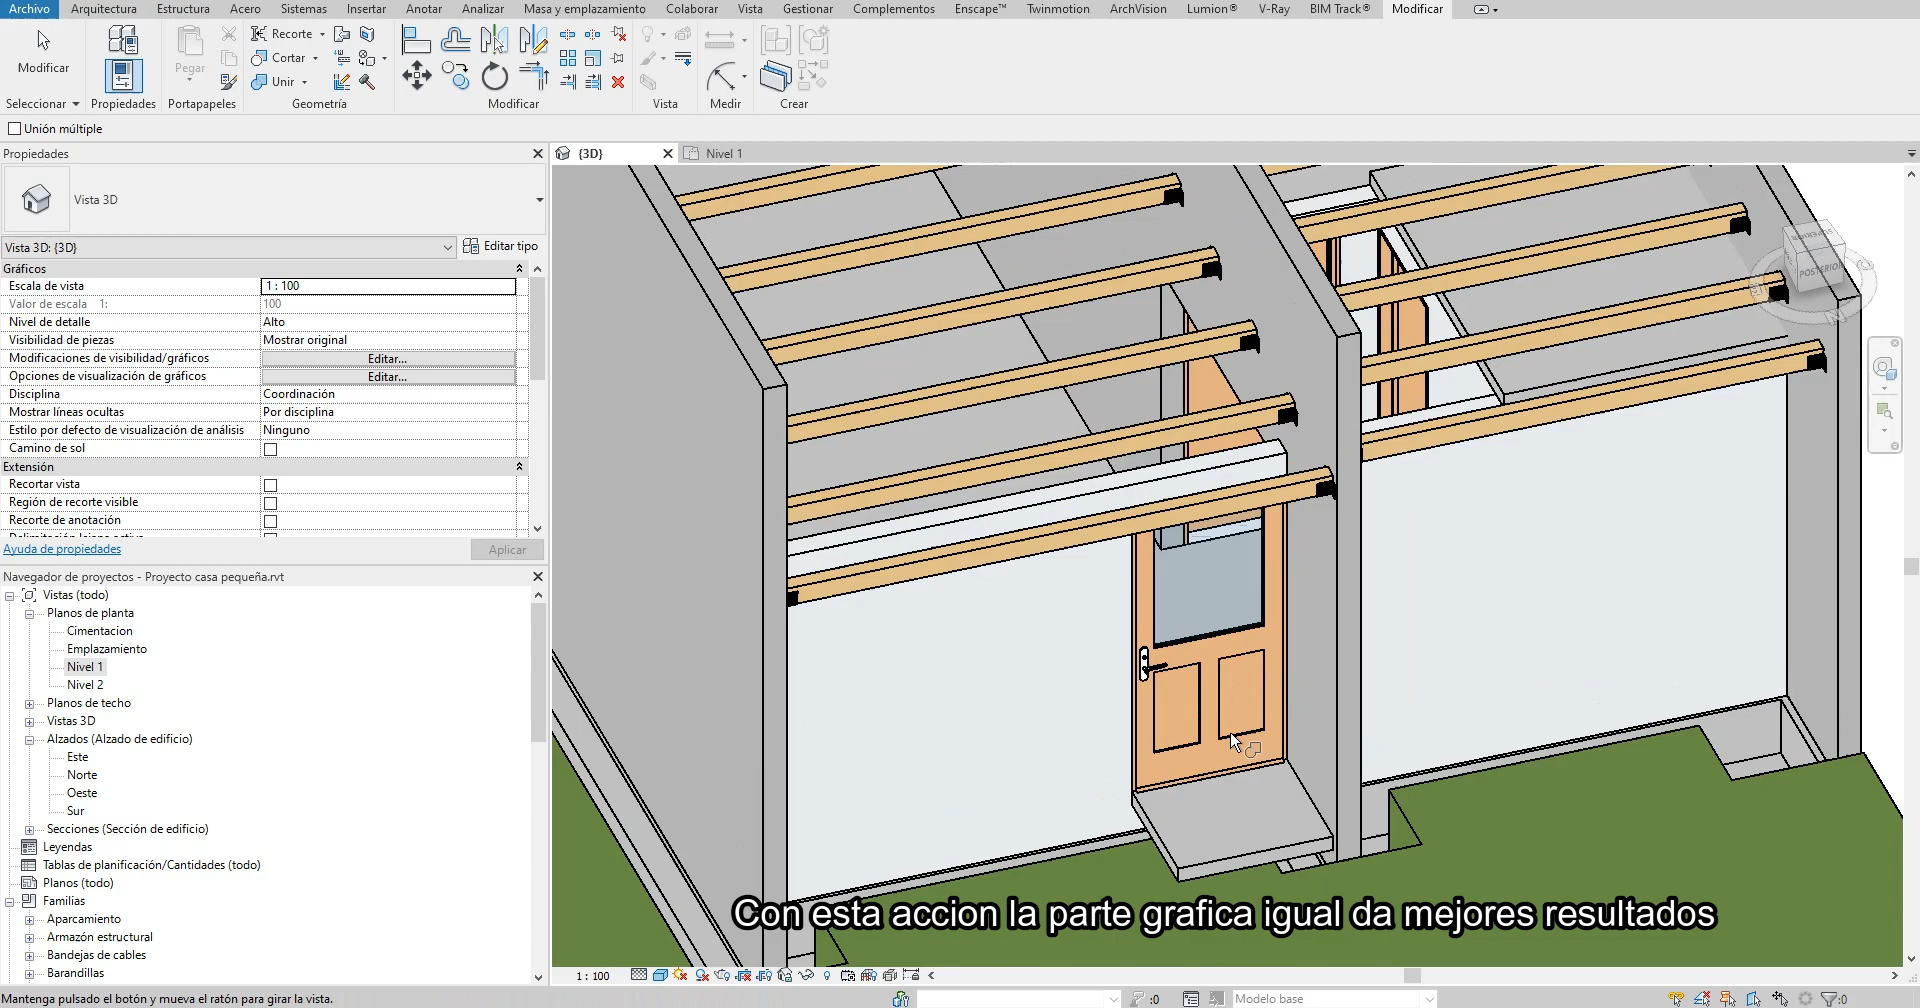 Archivo Arquitectura Estructura Acero Sistemas Insertar Anotar Analizar Masa y emplazamiento Colaborar Vista Gestionar Complementos Enscape™ Twinmotion ArchVision Lumion® V-Ray BIM Track® Modificar
Modificar
Pegar
Recorte
Cortar
Unir
Seleccionar Propiedades Portapapeles Geometría Modificar Vista Medir Crear
Unión múltiple
Propiedades
{3D}
Nivel 1
Vista 3D
Vista 3D: {3D}
Editar tipo
Gráficos
Escala de vista 1 : 100
Valor de escala 1: 100
Nivel de detalle Alto
Visibilidad de piezas Mostrar original
Modificaciones de visibilidad/gráficos Editar...
Opciones de visualización de gráficos Editar...
Disciplina Coordinación
Mostrar líneas ocultas Por disciplina
Estilo por defecto de visualización de análisis Ninguno
Camino de sol
Extensión
Recortar vista
Región de recorte visible
Recorte de anotación
Ayuda de propiedades
Aplicar
SUPERIOR
POSTERIOR
Navegador de proyectos - Proyecto casa pequeña.rvt
Vistas (todo)
Planos de planta
Cimentacion
Emplazamiento
Nivel 1
Nivel 2
Planos de techo
Vistas 3D
Alzados (Alzado de edificio)
Este
Norte
Oeste
Sur
Secciones (Sección de edificio)
Leyendas
Tablas de planificación/Cantidades (todo)
Planos (todo)
Familias
Aparcamiento
Armazón estructural
Bandejas de cables
Barandillas
Con esta accion la parte grafica igual da mejores resultados
1 : 100
Mantenga pulsado el botón y mueva el ratón para girar la vista.
:0
Modelo base
:0